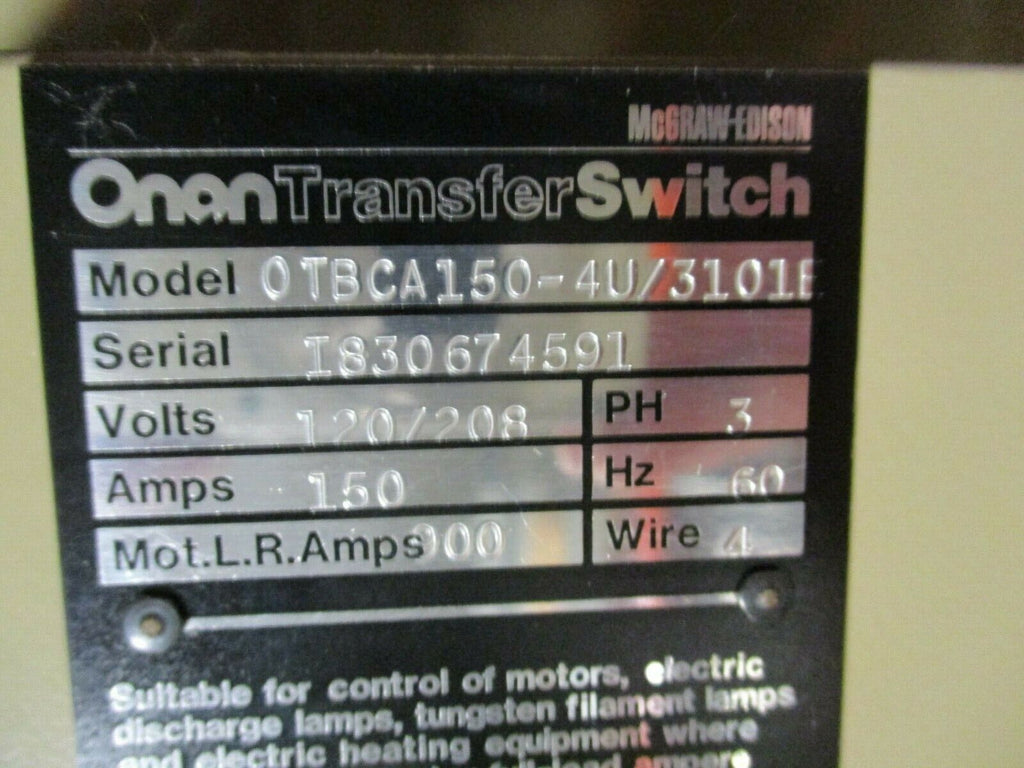 McGRAW-EDISON
OnanTransferSwitch
Model OTBCA150-4U/3101E
Serial I830674591
Volts 120/208 PH 3
Amps 150 Hz 60
Mot.L.R.Amps 900 Wire 4
Suitable for control of motors, electric
discharge lamps, tungsten filament lamps
and electric heating equipment where
ampere